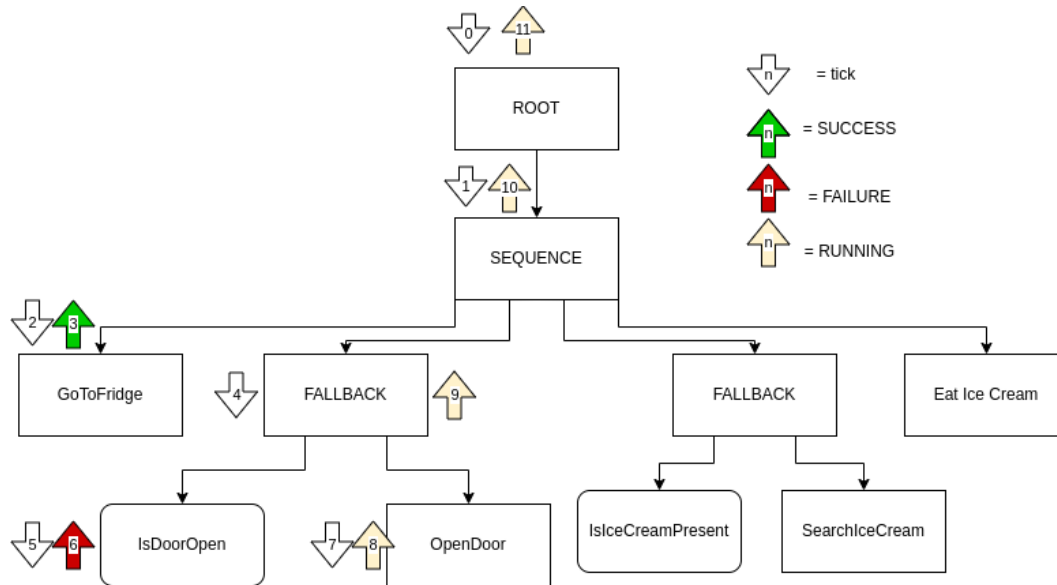 0
11
ROOT
n
= tick
n
= SUCCESS
n
= FAILURE
n
= RUNNING
1
10
SEQUENCE
2
3
GoToFridge
4
FALLBACK
9
FALLBACK
Eat Ice Cream
5
6
IsDoorOpen
7
8
OpenDoor
IsIceCreamPresent
SearchIceCream